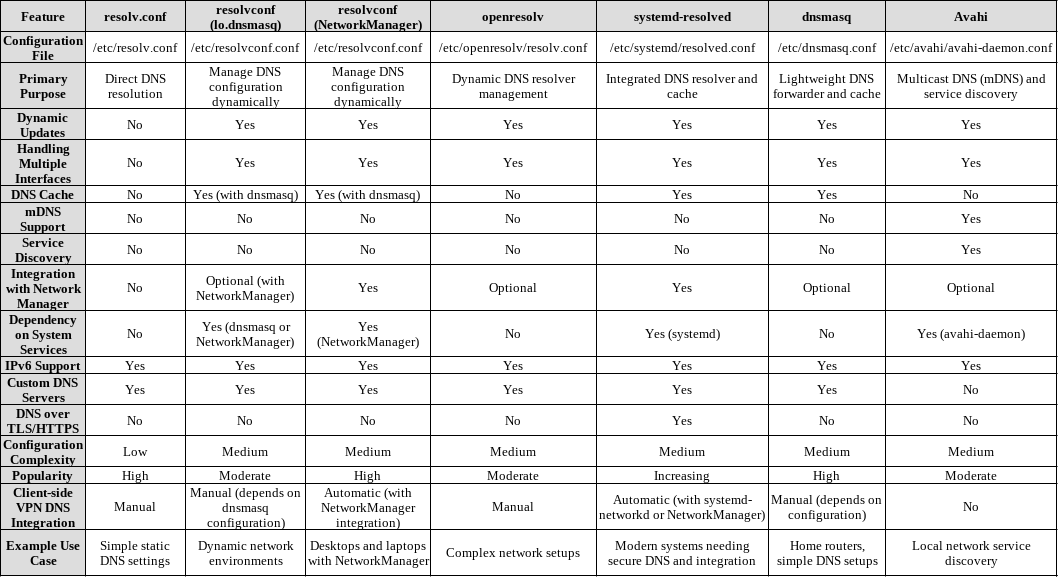 Feature resolv.conf resolvconf (lo.dnsmasq) resolvconf (NetworkManager) openresolv systemd-resolved dnsmasq Avahi
Configuration File /etc/resolv.conf /etc/resolvconf.conf /etc/resolvconf.conf /etc/openresolv/resolv.conf /etc/systemd/resolved.conf /etc/dnsmasq.conf /etc/avahi/avahi-daemon.conf
Primary Purpose Direct DNS resolution Manage DNS configuration dynamically Manage DNS configuration dynamically Dynamic DNS resolver management Integrated DNS resolver and cache Lightweight DNS forwarder and cache Multicast DNS (mDNS) and service discovery
Dynamic Updates No Yes Yes Yes Yes Yes Yes
Handling Multiple Interfaces No Yes Yes Yes Yes Yes Yes
DNS Cache No Yes (with dnsmasq) Yes (with dnsmasq) No Yes Yes No
mDNS Support No No No No No No Yes
Service Discovery No No No No No No Yes
Integration with Network Manager No Optional (with NetworkManager) Yes Optional Yes Optional Optional
Dependency on System Services No Yes (dnsmasq or NetworkManager) Yes (NetworkManager) No Yes (systemd) No Yes (avahi-daemon)
IPv6 Support Yes Yes Yes Yes Yes Yes Yes
Custom DNS Servers Yes Yes Yes Yes Yes Yes No
DNS over TLS/HTTPS No No No No Yes No No
Configuration Complexity Low Medium Medium Medium Medium Medium Medium
Popularity High Moderate High Moderate Increasing High Moderate
Client-side VPN DNS Integration Manual Manual (depends on dnsmasq configuration) Automatic (with NetworkManager integration) Manual Automatic (with systemd-networkd or NetworkManager) Manual (depends on configuration) No
Example Use Case Simple static DNS settings Dynamic network environments Desktops and laptops with NetworkManager Complex network setups Modern systems needing secure DNS and integration Home routers, simple DNS setups Local network service discovery